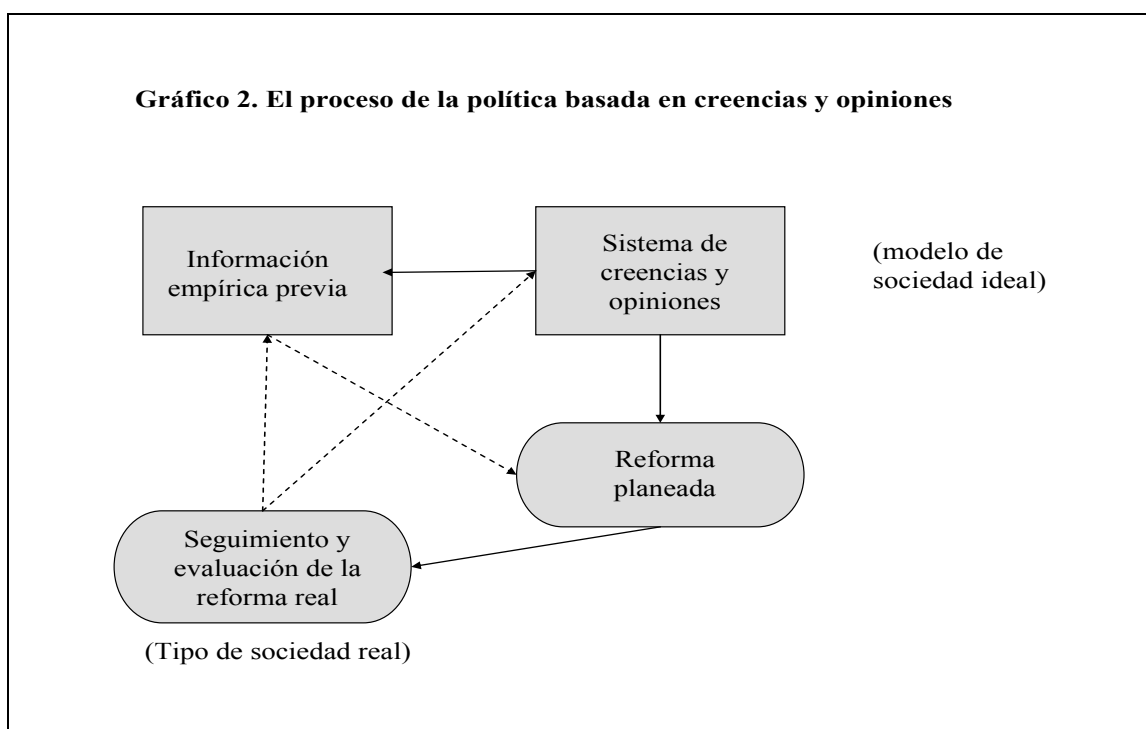 Gráfico 2. El proceso de la política basada en creencias y opiniones
Información
empírica previa
Sistema de
creencias y
opiniones
(modelo de
sociedad ideal)
Reforma
planeada
Seguimiento y
evaluación de la
reforma real
(Tipo de sociedad real)